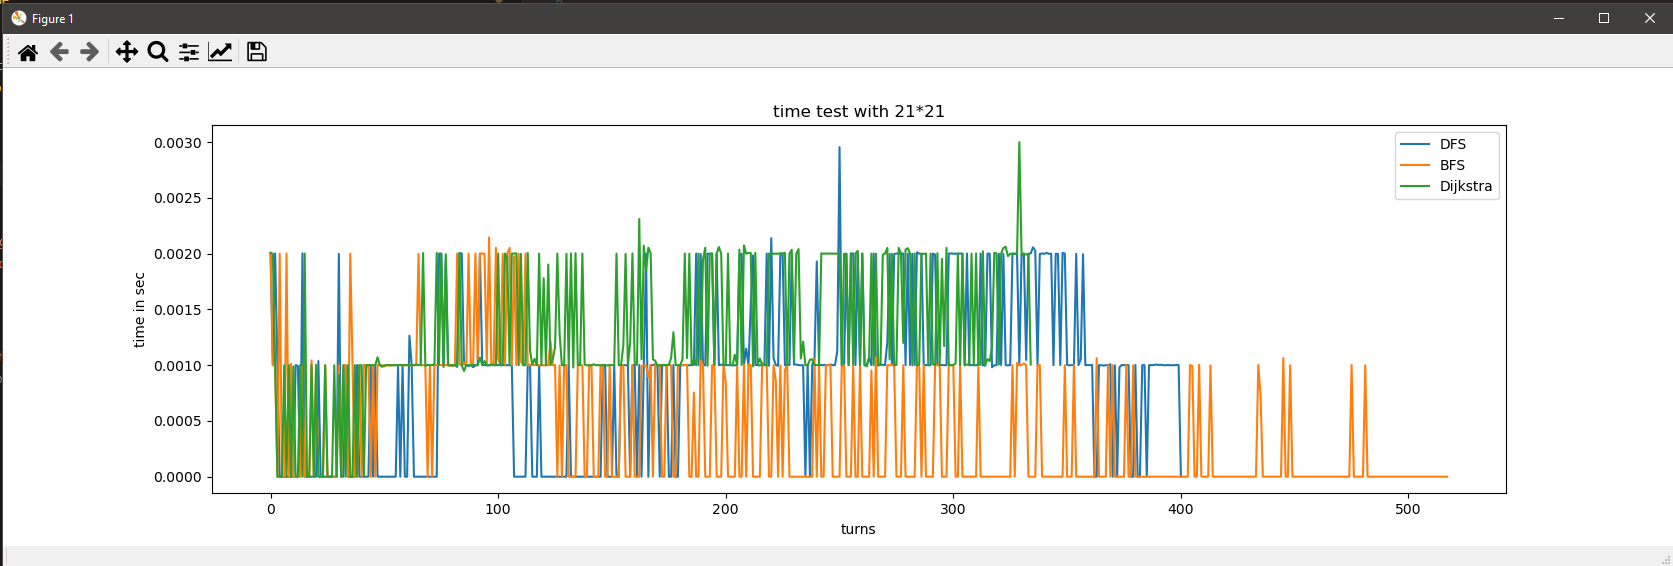 Figure 1
time test with 21*21
DFS
BFS
Dijkstra
0.0030
0.0025
0.0020
0.0015
0.0010
0.0005
0.0000
time in sec
0 100 200 300 400 500
turns